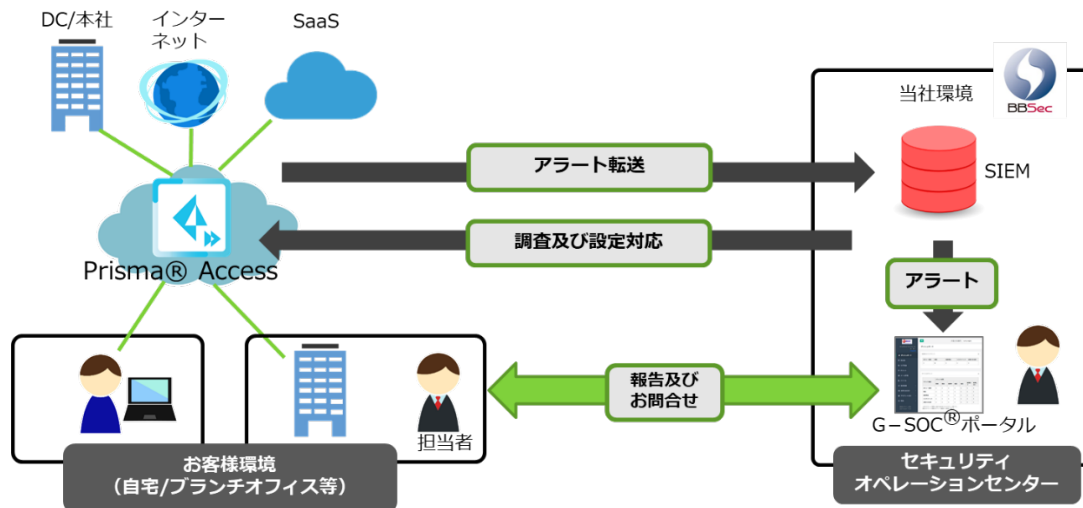 DC/本社
インター
ネット
SaaS
当社環境
BBSec
アラート転送
SIEM
調査及び設定対応
Prisma® Access
アラート
報告及び
お問合せ
担当者
G－SOC®ポータル
お客様環境
（自宅/ブランチオフィス等）
セキュリティ
オペレーションセンター